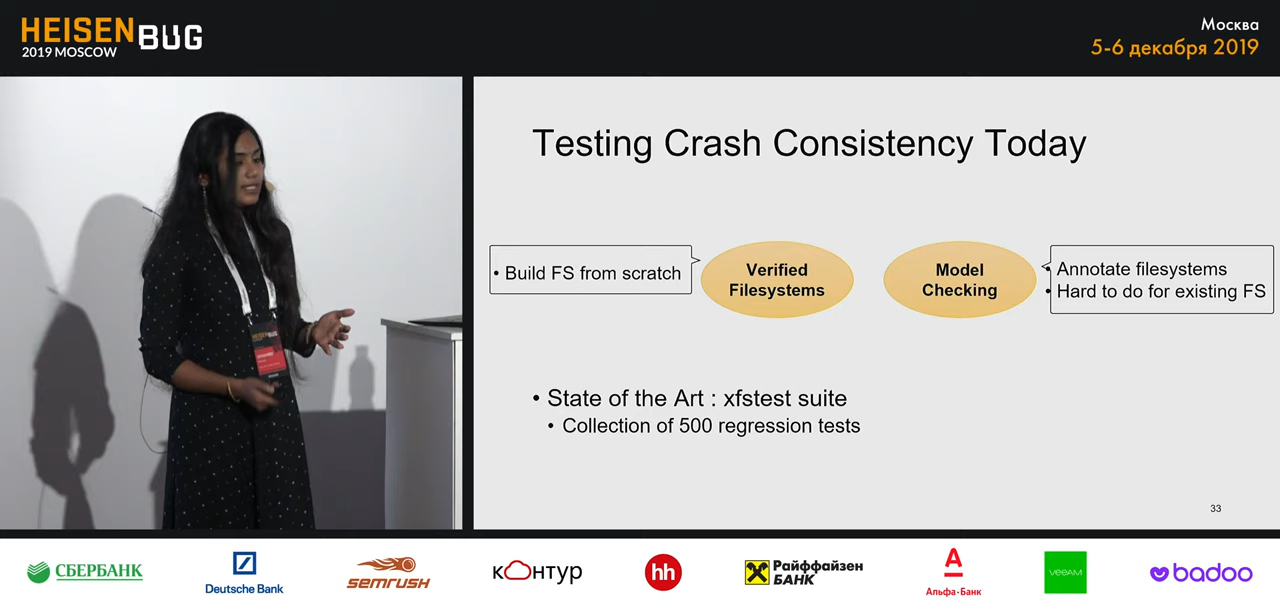 HEISENBUG
2019 MOSCOW
Москва
5-6 декабря 2019
Testing Crash Consistency Today
• Build FS from scratch
Verified
Filesystems
Model
Checking
• Annotate filesystems
• Hard to do for existing FS
• State of the Art : xfstest suite
• Collection of 500 regression tests
33
HEISENBUG
СБЕРБАНК
Deutsche Bank
semrush
контур
hh
Райффайзен
БАНК
А
Альфа·Банк
veeam
badoo